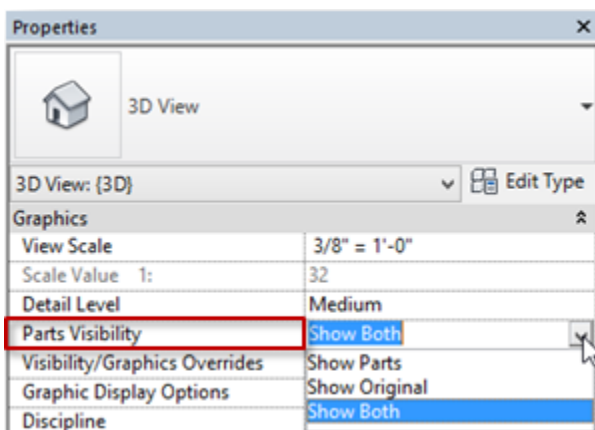 Properties
3D View
3D View: {3D}
Edit Type
Graphics
View Scale 3/8" = 1'-0"
Scale Value 1: 32
Detail Level Medium
Parts Visibility Show Both
Visibility/Graphics Overrides Show Parts
Graphic Display Options Show Original
Discipline Show Both